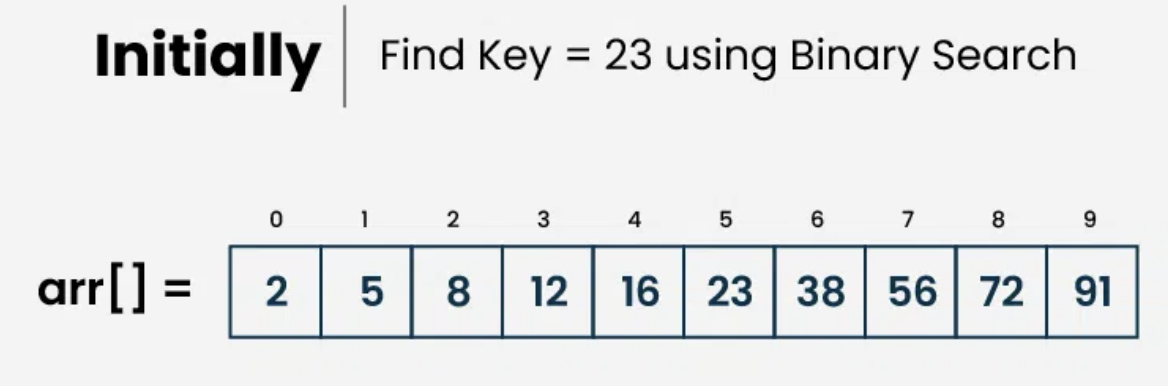 Initially
Find Key = 23 using Binary Search
0 1 2 3 4 5 6 7 8 9
arr[] = 2 5 8 12 16 23 38 56 72 91